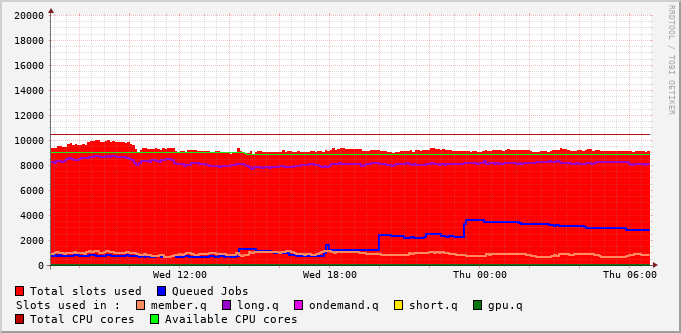 20000
18000
16000
14000
12000
10000
8000
6000
4000
2000
0
Wed 12:00 Wed 18:00 Thu 00:00 Thu 06:00
RRDTOOL / TOBI OETIKER
Total slots used Queued Jobs
Slots used in : member.q long.q ondemand.q short.q gpu.q
Total CPU cores Available CPU cores